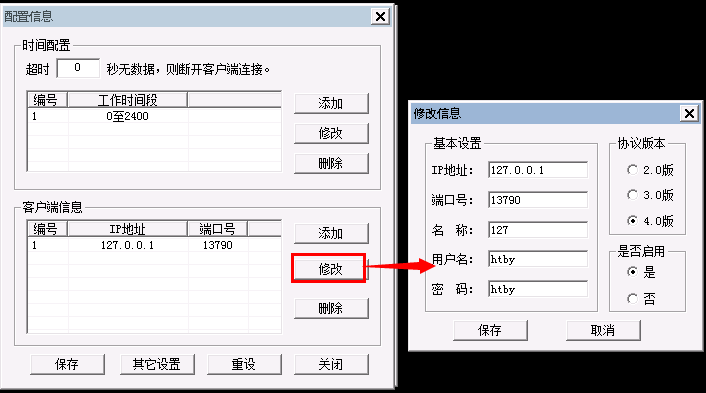 配置信息
时间配置
超时 0 秒无数据，则断开客户端连接。
编号 工作时间段
1 0至2400
添加
修改
删除
客户端信息
编号 IP地址 端口号
1 127.0.0.1 13790
添加
修改
删除
保存 其它设置 重设 关闭
修改信息
基本设置
IP地址： 127.0.0.1
端口号： 13790
名 称： 127
用户名： htby
密 码： htby
协议版本
2.0版
3.0版
4.0版
是否启用
是
否
保存 取消